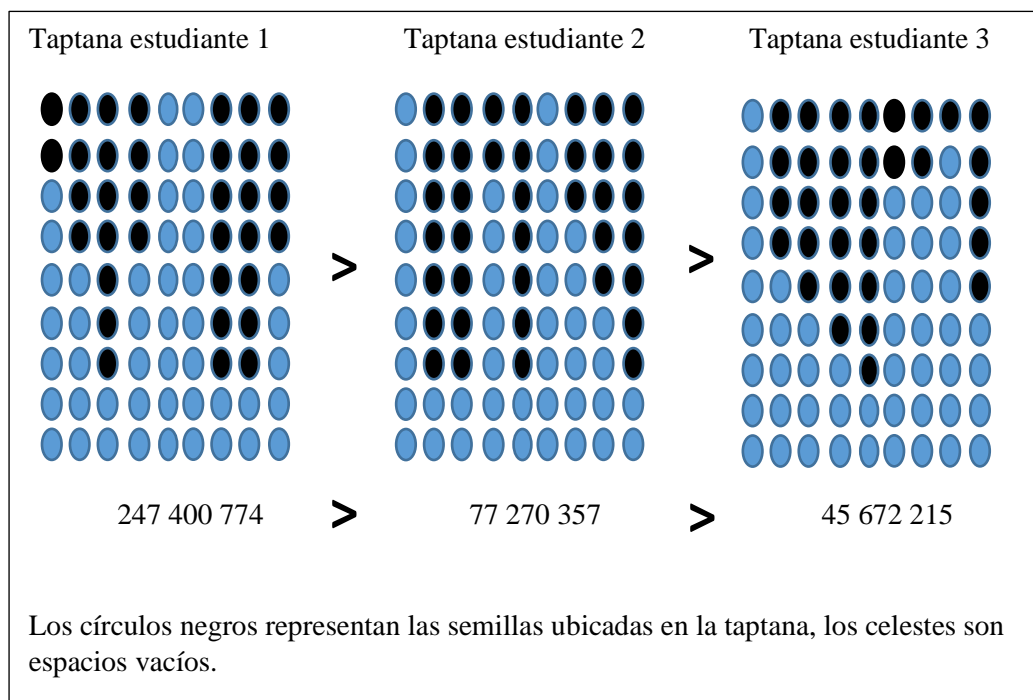 Taptana estudiante 1 Taptana estudiante 2 Taptana estudiante 3
> >
247 400 774 > 77 270 357 > 45 672 215
Los círculos negros representan las semillas ubicadas en la taptana, los celestes son
espacios vacíos.